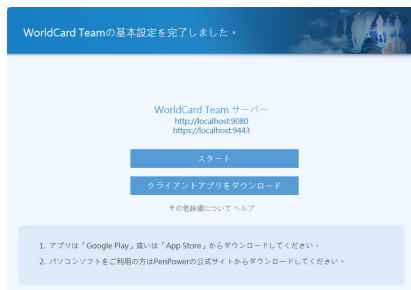 WorldCard Teamの基本設定を完了しました。
WorldCard Team サーバー
http://localhost:9080
https://localhost:9443
スタート
クライアントアプリをダウンロード
その他詳細について ヘルプ
1. アプリは「Google Play」或いは「App Store」からダウンロードしてください。
2. パソコンソフトをご利用の方はPenPowerの公式サイトからダウンロードしてください。